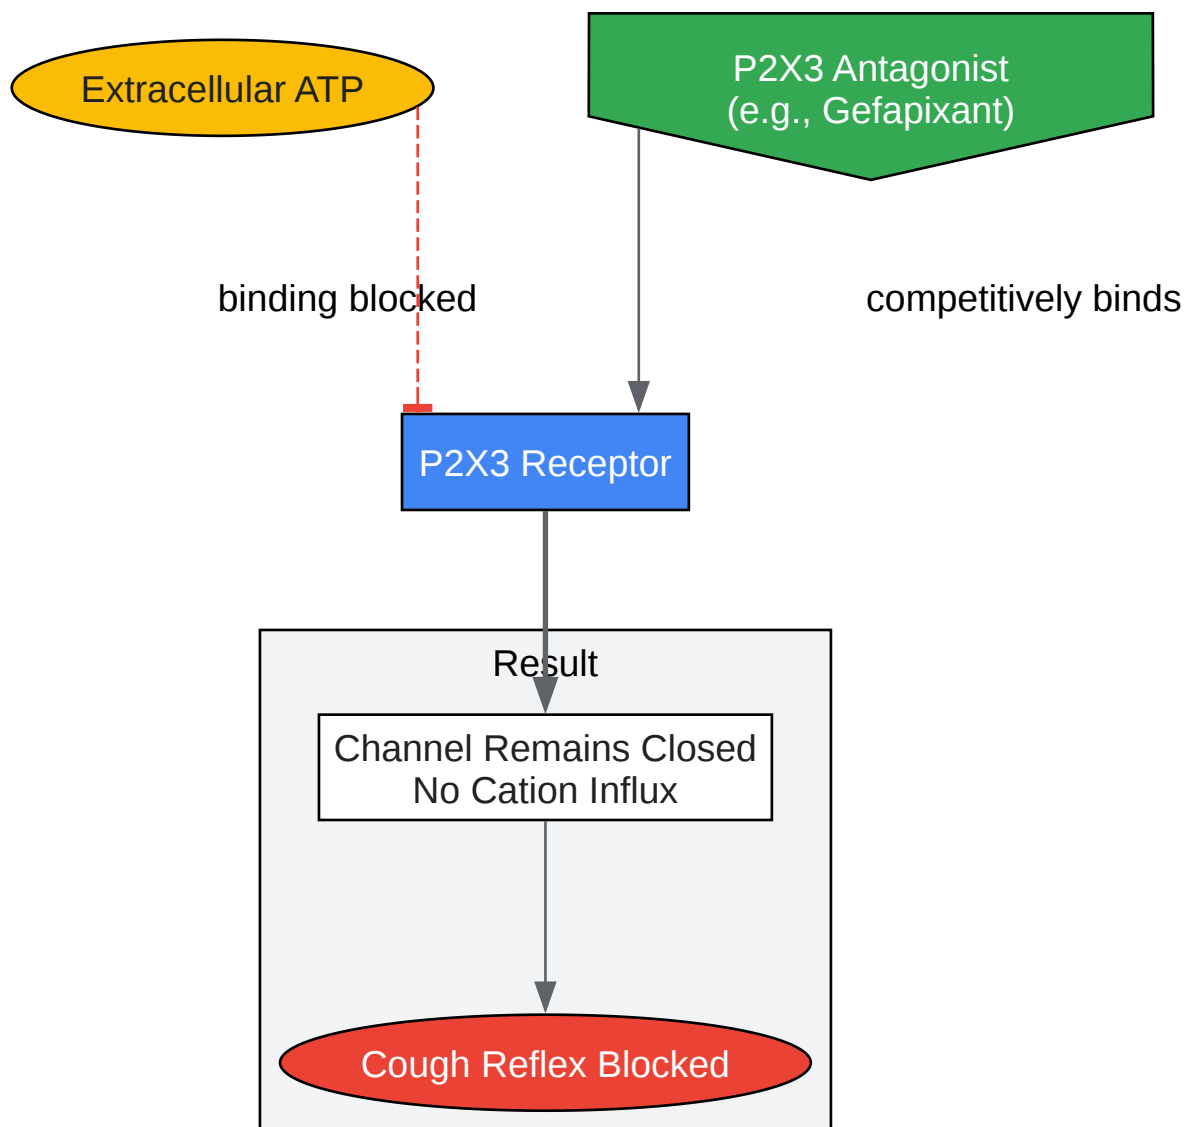 Extracellular ATP
P2X3 Antagonist
(e.g., Gefapixant)
binding blocked
competitively binds
P2X3 Receptor
Result
Channel Remains Closed
No Cation Influx
Cough Reflex Blocked